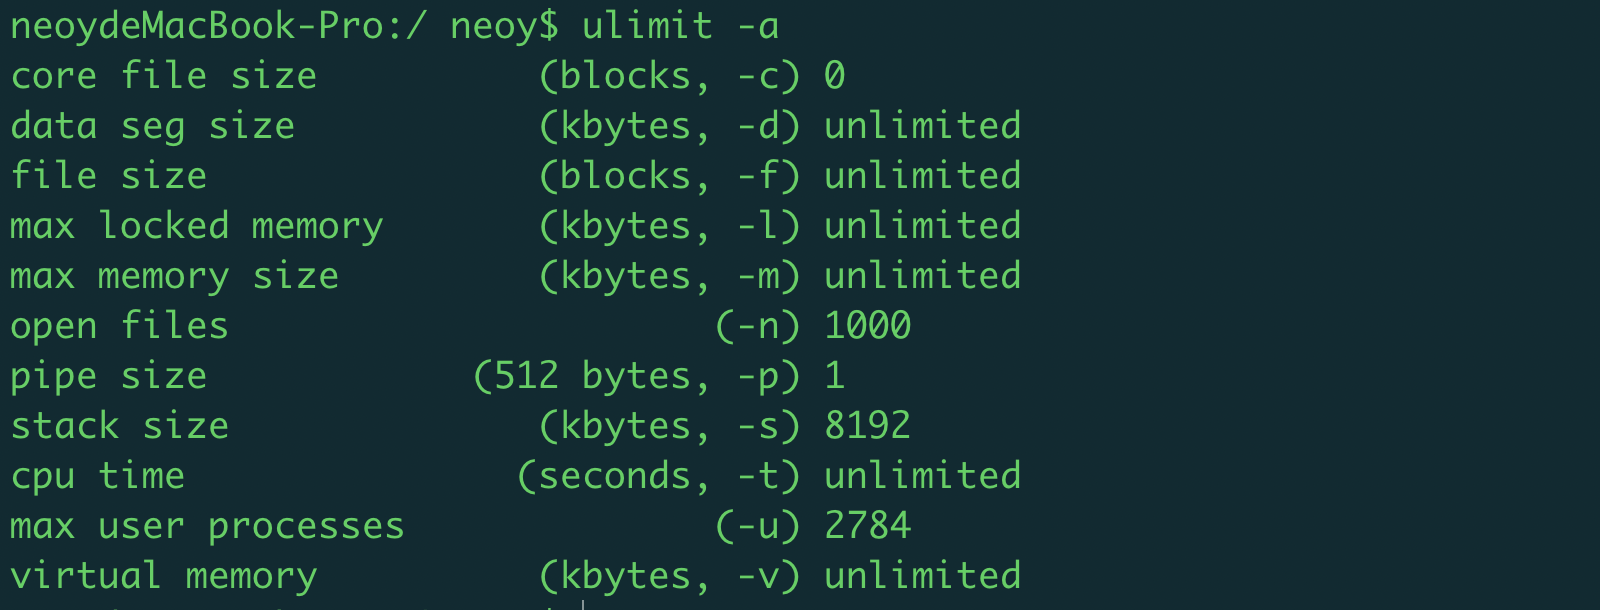 neoydeMacBook-Pro:/ neoy$ ulimit -a
core file size          (blocks, -c) 0
data seg size           (kbytes, -d) unlimited
file size               (blocks, -f) unlimited
max locked memory       (kbytes, -l) unlimited
max memory size         (kbytes, -m) unlimited
open files                      (-n) 1000
pipe size            (512 bytes, -p) 1
stack size              (kbytes, -s) 8192
cpu time               (seconds, -t) unlimited
max user processes              (-u) 2784
virtual memory          (kbytes, -v) unlimited